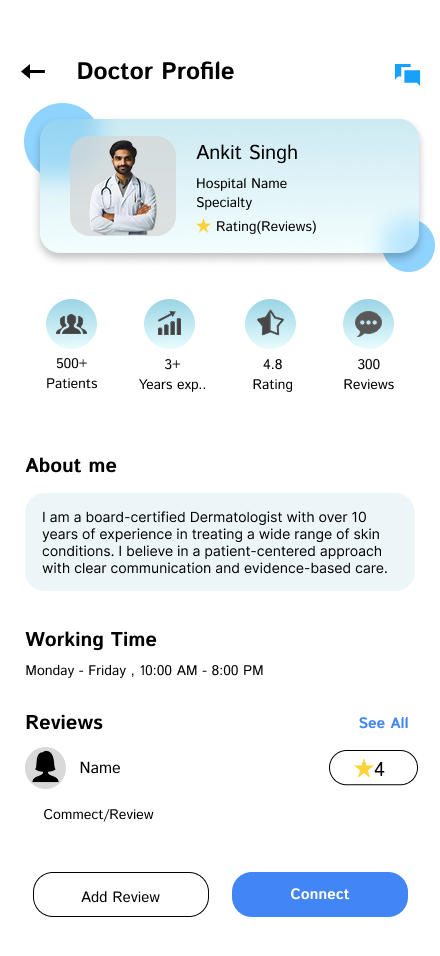 Doctor Profile
Ankit Singh
Hospital Name
Specialty
Rating(Reviews)
500+
Patients
3+
Years exp..
4.8
Rating
300
Reviews
About me
I am a board-certified Dermatologist with over 10
years of experience in treating a wide range of skin
conditions. I believe in a patient-centered approach
with clear communication and evidence-based care.
Working Time
Monday - Friday , 10:00 AM - 8:00 PM
Reviews
See All
Name
4
Commect/Review
Add Review
Connect